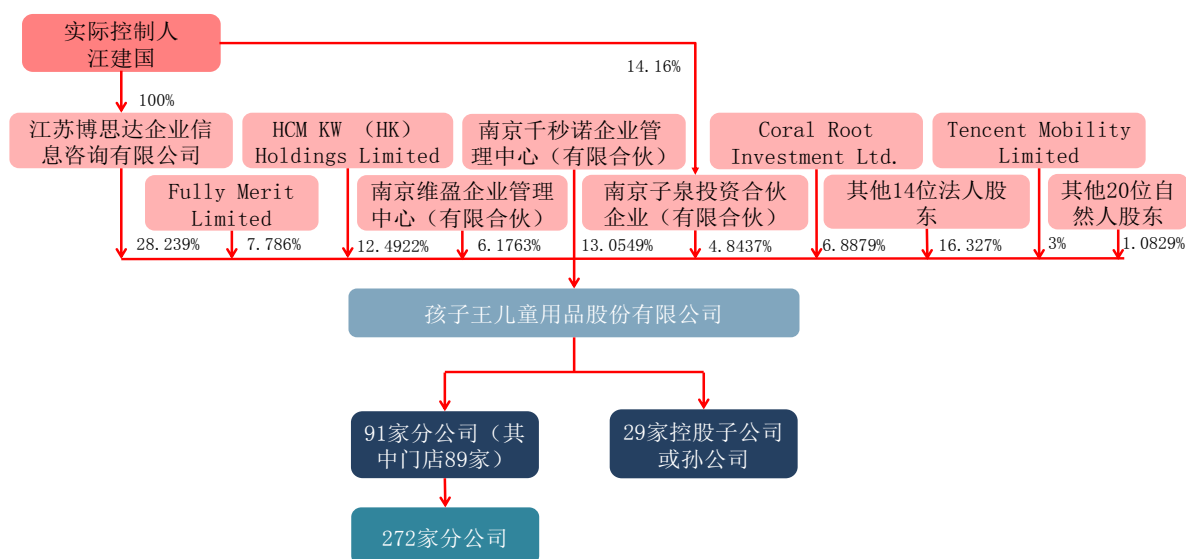 实际控制人
汪建国
14.16%
100%
江苏博思达企业信
息咨询有限公司
HCM KW （HK）
Holdings Limited
南京千秒诺企业管
理中心（有限合伙）
Coral Root
Investment Ltd.
Tencent Mobility
Limited
Fully Merit
Limited
南京维盈企业管理
中心（有限合伙）
南京子泉投资合伙
企业（有限合伙）
其他14位法人股
东
其他20位自
然人股东
28.239%
7.786%
12.4922%
6.1763%
13.0549%
4.8437%
6.8879%
16.327%
3%
1.0829%
孩子王儿童用品股份有限公司
91家分公司（其
中门店89家）
29家控股子公司
或孙公司
272家分公司